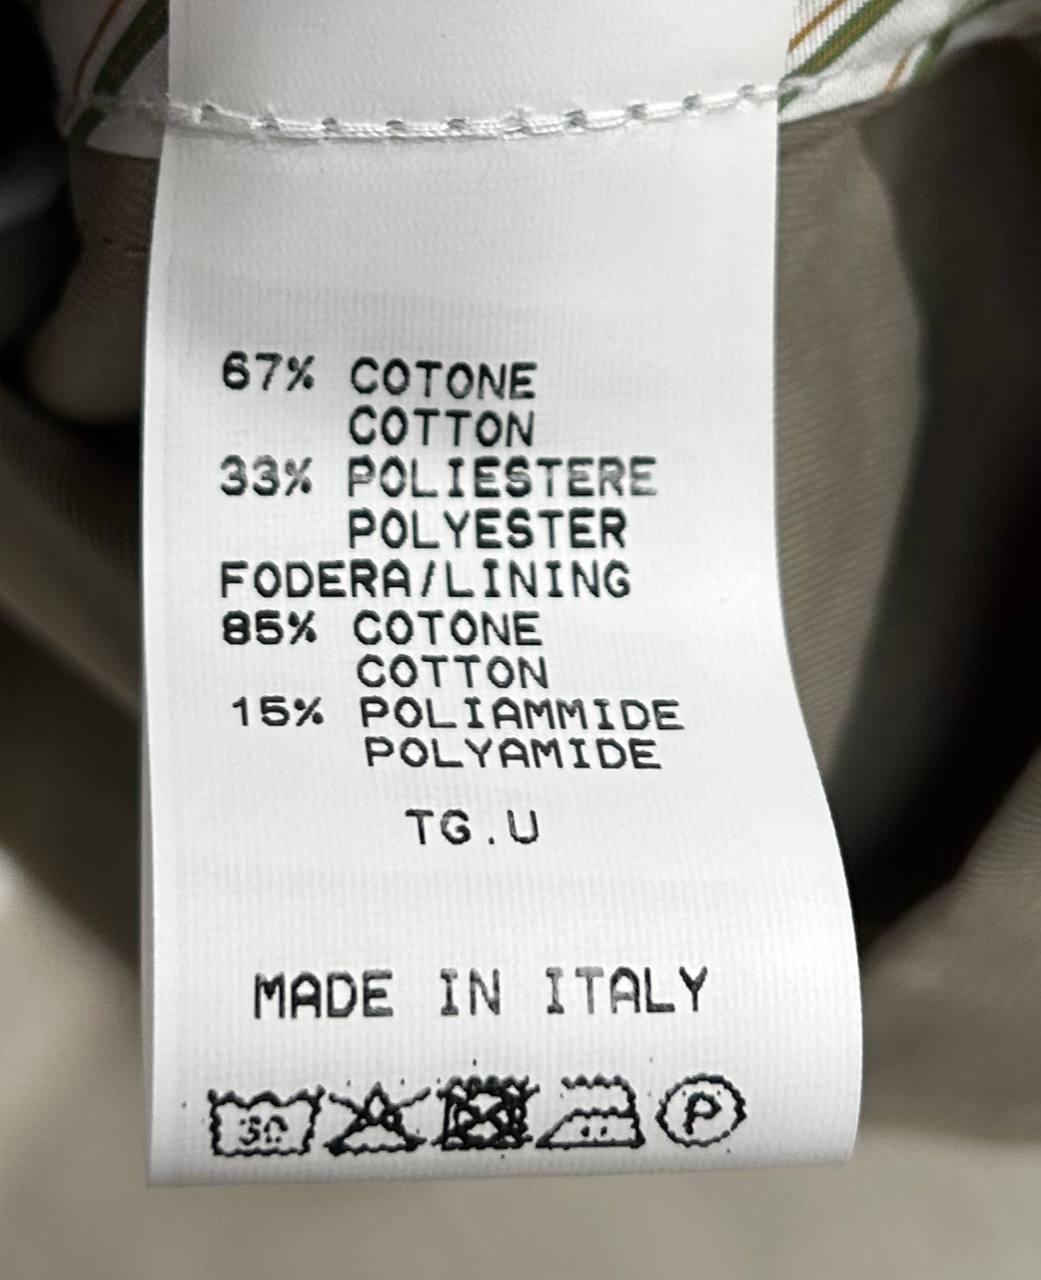 67% COTONE
COTTON
33% POLIESTERE
POLYESTER
FODERA/LINING
85% COTONE
COTTON
15% POLIAMMIDE
POLYAMIDE
TG.U
MADE IN ITALY
30 P